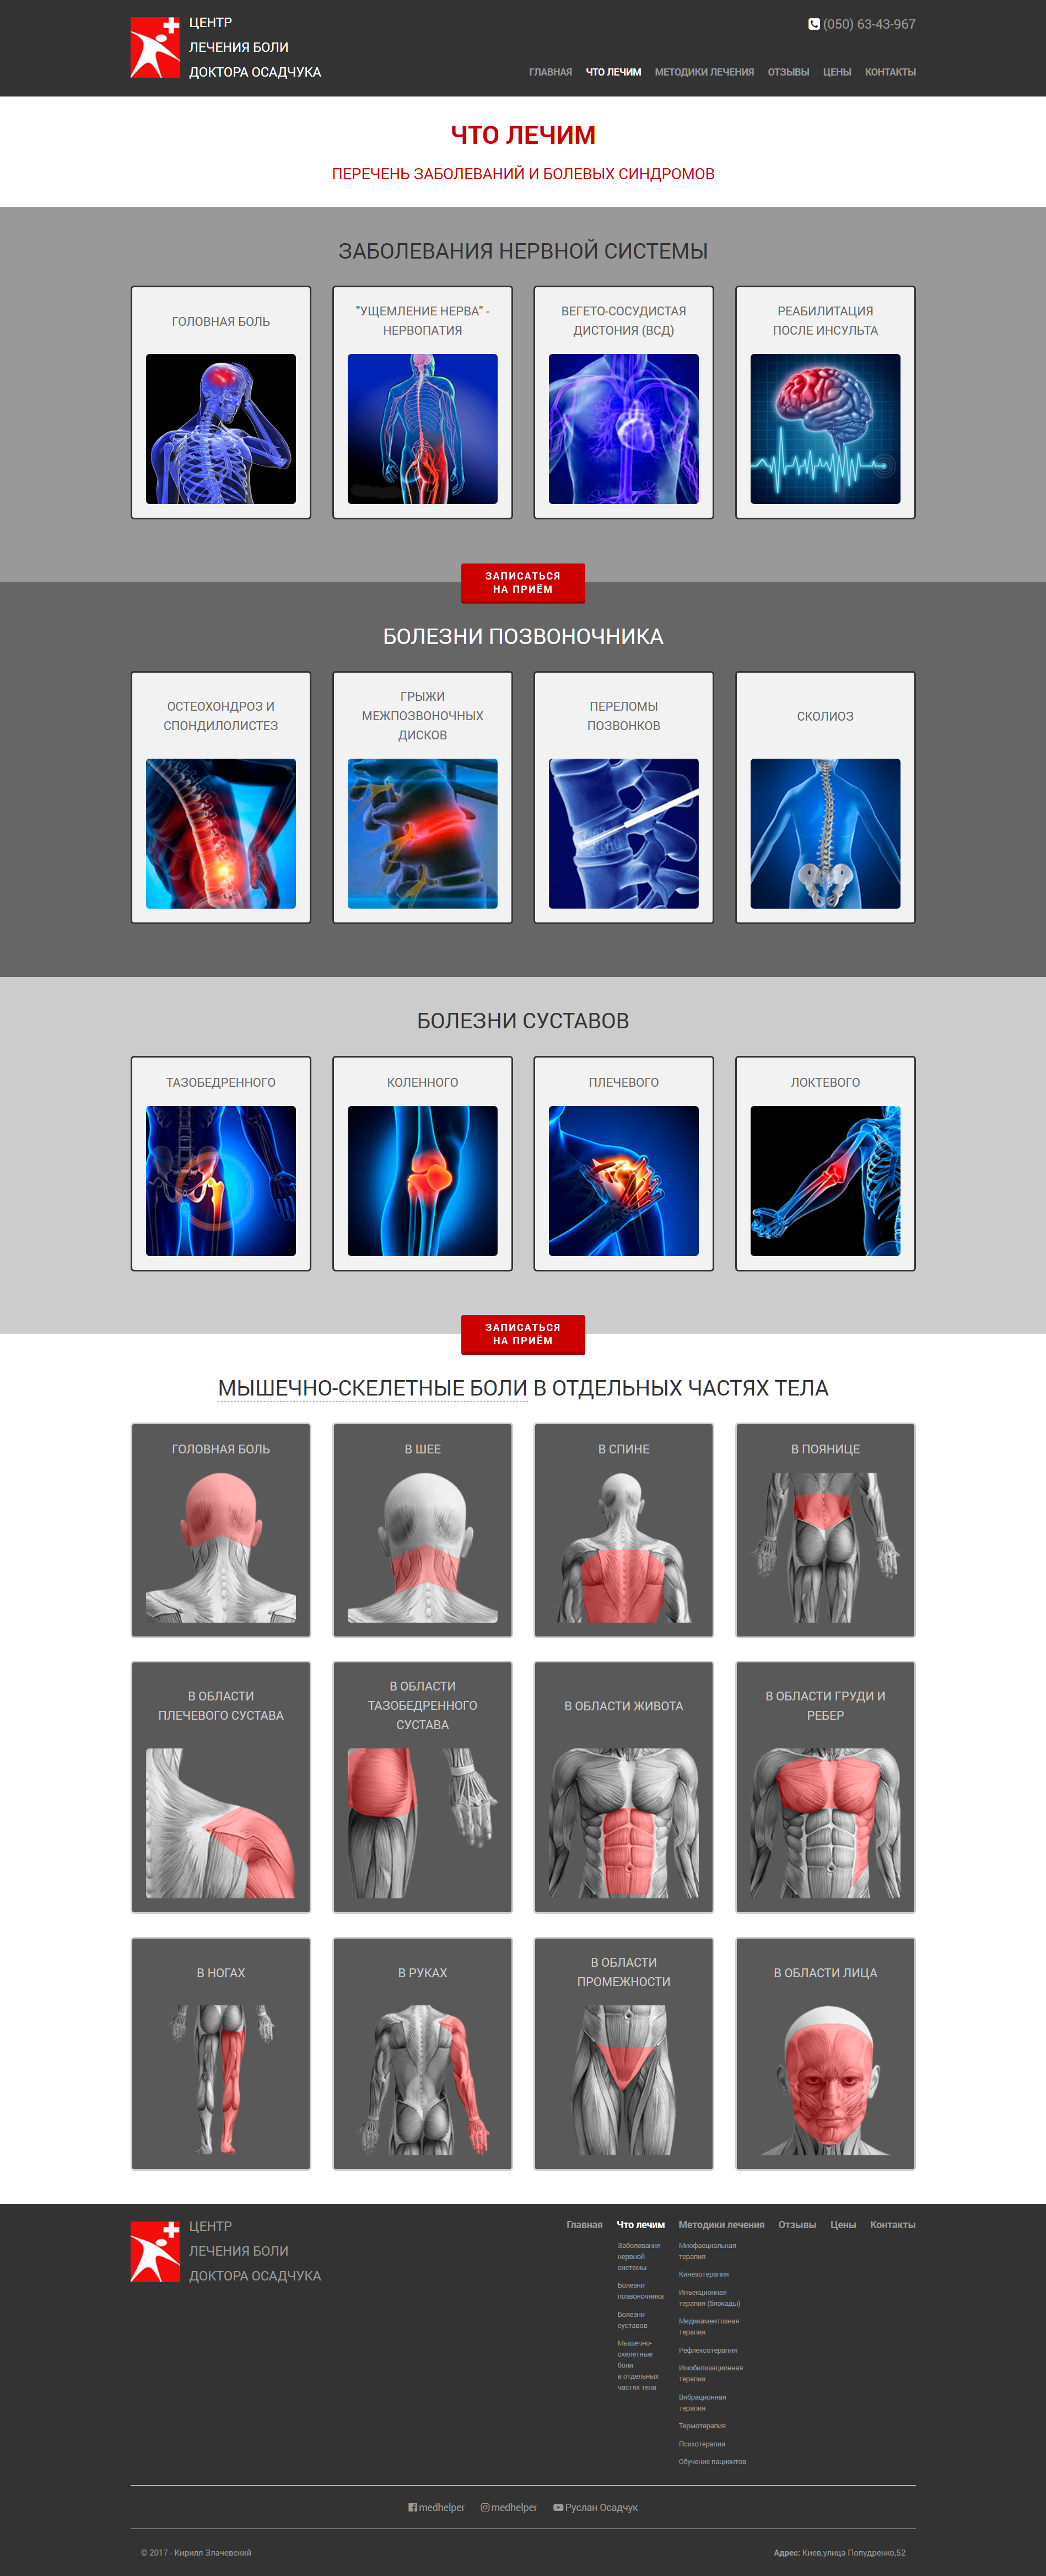 ЦЕНТР
ЛЕЧЕНИЯ БОЛИ
ДОКТОРА ОСАДЧУКА
(050) 63-43-967
ГЛАВНАЯ ЧТО ЛЕЧИМ МЕТОДИКИ ЛЕЧЕНИЯ ОТЗЫВЫ ЦЕНЫ КОНТАКТЫ
ЧТО ЛЕЧИМ
ПЕРЕЧЕНЬ ЗАБОЛЕВАНИЙ И БОЛЕВЫХ СИНДРОМОВ
ЗАБОЛЕВАНИЯ НЕРВНОЙ СИСТЕМЫ
ГОЛОВНАЯ БОЛЬ
"УЩЕМЛЕНИЕ НЕРВА" -
НЕРВОПАТИЯ
ВЕГЕТО-СОСУДИСТАЯ
ДИСТОНИЯ (ВСД)
РЕАБИЛИТАЦИЯ
ПОСЛЕ ИНСУЛЬТА
ЗАПИСАТЬСЯ
НА ПРИЁМ
БОЛЕЗНИ ПОЗВОНОЧНИКА
ОСТЕОХОНДРОЗ И
СПОНДИЛОЛИСТЕЗ
ГРЫЖИ
МЕЖПОЗВОНОЧНЫХ
ДИСКОВ
ПЕРЕЛОМЫ
ПОЗВОНКОВ
СКОЛИОЗ
БОЛЕЗНИ СУСТАВОВ
ТАЗОБЕДРЕННОГО
КОЛЕННОГО
ПЛЕЧЕВОГО
ЛОКТЕВОГО
ЗАПИСАТЬСЯ
НА ПРИЁМ
МЫШЕЧНО-СКЕЛЕТНЫЕ БОЛИ В ОТДЕЛЬНЫХ ЧАСТЯХ ТЕЛА
ГОЛОВНАЯ БОЛЬ
В ШЕЕ
В СПИНЕ
В ПОЯНИЦЕ
В ОБЛАСТИ
ПЛЕЧЕВОГО СУСТАВА
В ОБЛАСТИ
ТАЗОБЕДРЕННОГО
СУСТАВА
В ОБЛАСТИ ЖИВОТА
В ОБЛАСТИ ГРУДИ И
РЕБЕР
В НОГАХ
В РУКАХ
В ОБЛАСТИ
ПРОМЕЖНОСТИ
В ОБЛАСТИ ЛИЦА
ЦЕНТР
ЛЕЧЕНИЯ БОЛИ
ДОКТОРА ОСАДЧУКА
Главная Что лечим Методики лечения Отзывы Цены Контакты
Заболевания
нервной
системы
Болезни
позвоночника
Болезни
суставов
Мышечно-
скелетные
боли
в отдельных
частях тела
Миофасциальная
терапия
Кинезотерапия
Инъекционная
терапия (блокады)
Медикаментозная
терапия
Рефлексотерапия
Имобилизационная
терапия
Вибрационная
терапия
Термотерапия
Психотерапия
Обучение пациентов
medhelper medhelper Руслан Осадчук
© 2017 - Кирилл Злачевский
Адрес: Киев,улица Попудренко,52